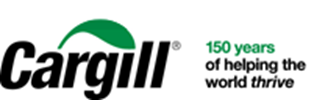 Cargill®
150 years
of helping the
world thrive